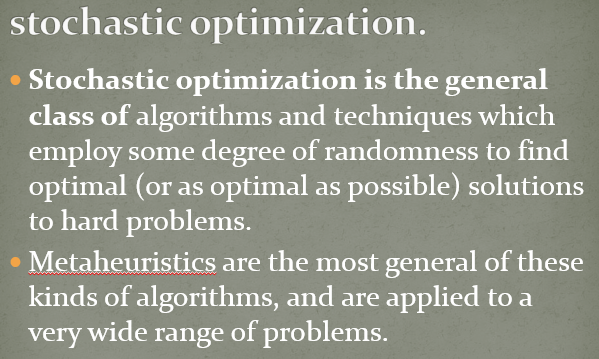 stochastic optimization.
• Stochastic optimization is the general
class of algorithms and techniques which
employ some degree of randomness to find
optimal (or as optimal as possible) solutions
to hard problems.
• Metaheuristics are the most general of these
kinds of algorithms, and are applied to a
very wide range of problems.